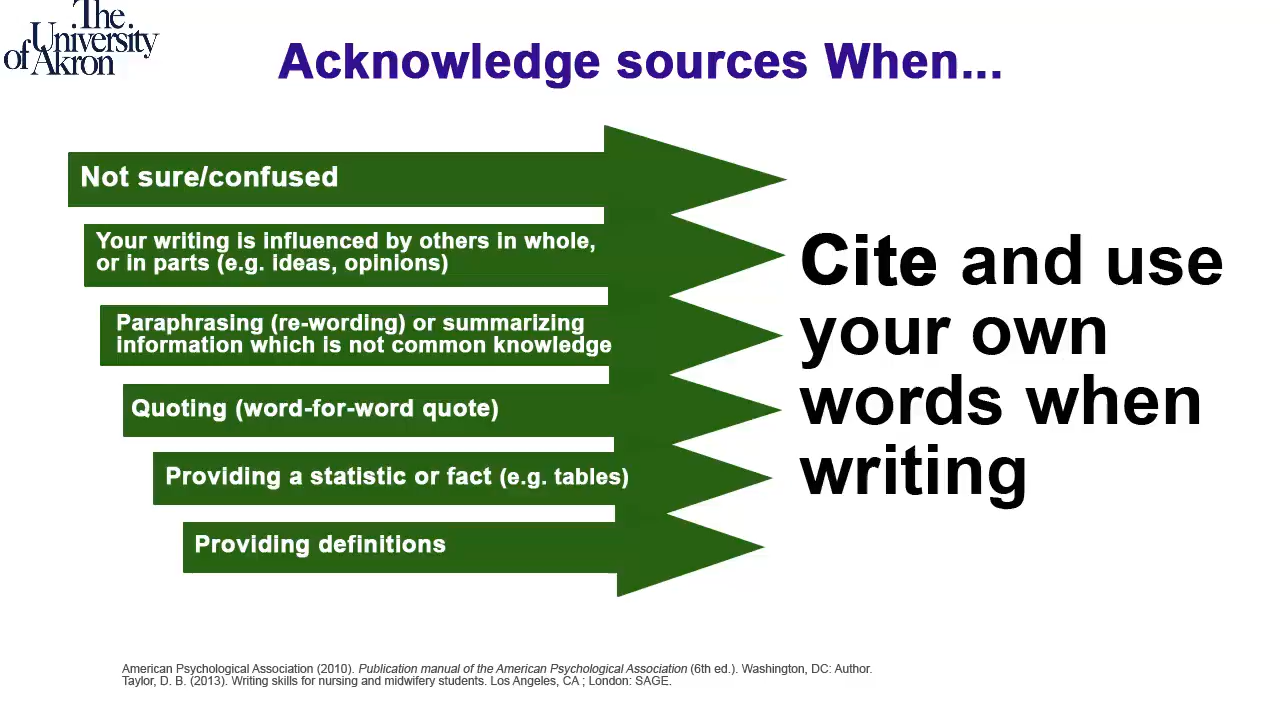 The
University
of Akron
Acknowledge sources When...
Not sure/confused
Your writing is influenced by others in whole,
or in parts (e.g. ideas, opinions)
Paraphrasing (re-wording) or summarizing
information which is not common knowledge
Quoting (word-for-word quote)
Providing a statistic or fact (e.g. tables)
Providing definitions
Cite and use
your own
words when
writing
American Psychological Association (2010). Publication manual of the American Psychological Association (6th ed.). Washington, DC: Author.
Taylor, D. B. (2013). Writing skills for nursing and midwifery students. Los Angeles, CA ; London: SAGE.